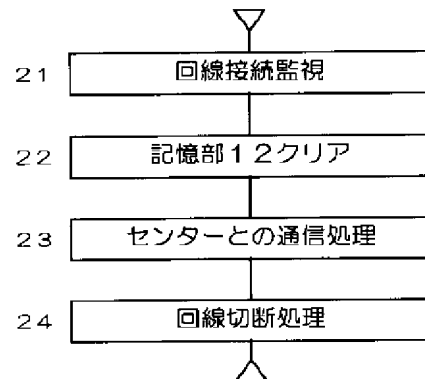 21 回線接続監視
22 記憶部12クリア
23 センターとの通信処理
24 回線切断処理